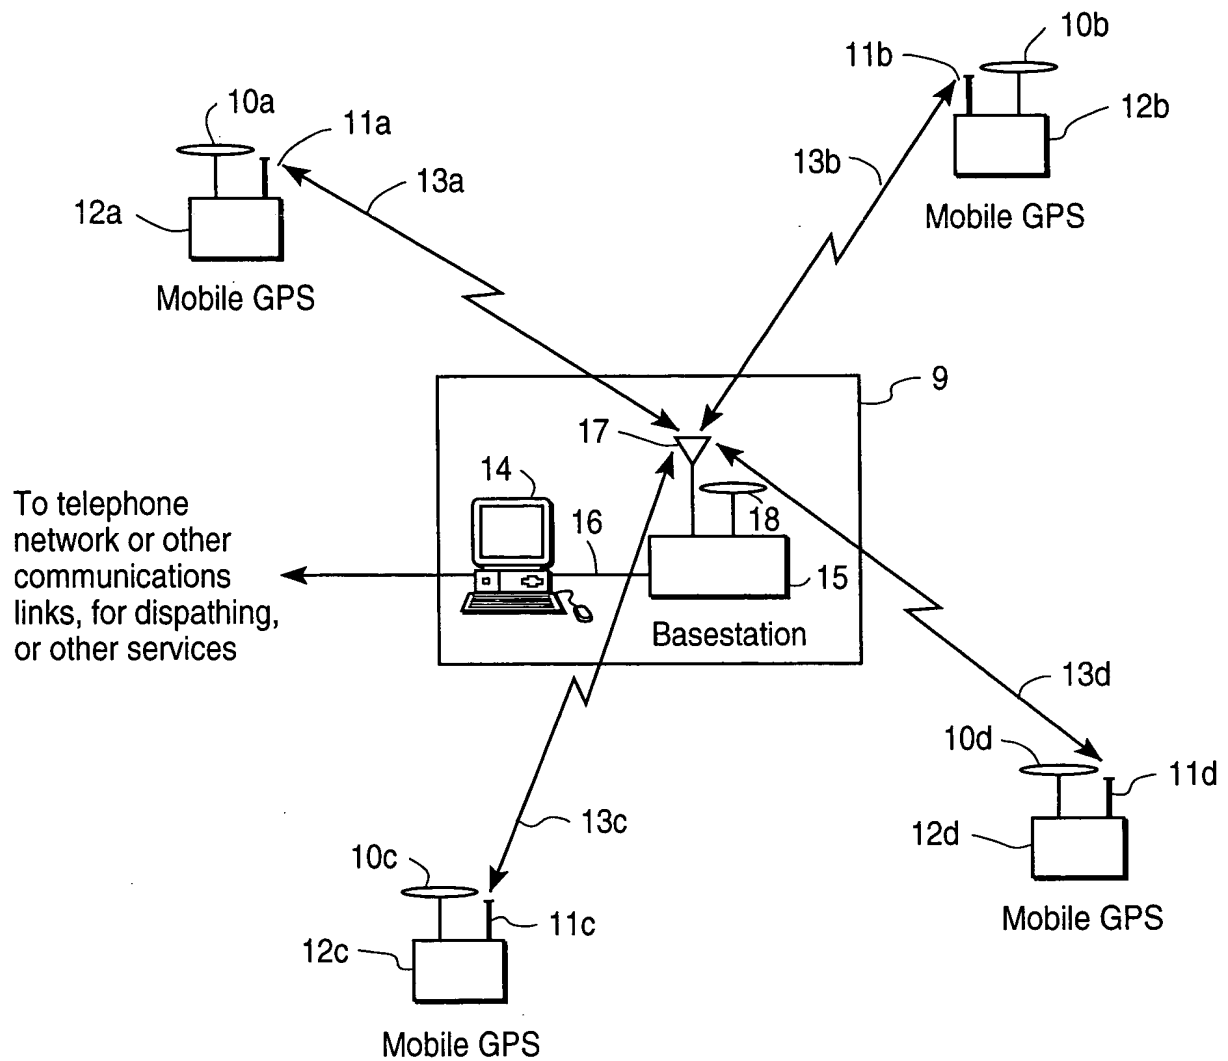 10b
11b
12b
13b
Mobile GPS
10a
11a
13a
12a
Mobile GPS
9
17
14
18
16
15
Basestation
To telephone
network or other
communications
links, for dispathing,
or other services
13d
10d
11d
12d
Mobile GPS
13c
10c
11c
12c
Mobile GPS